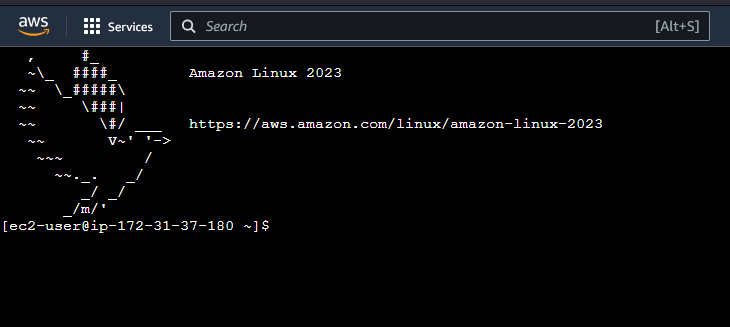 aws Services Search [Alt+S]
   ,     #_
   ~\_  ####_        Amazon Linux 2023
  ~~  \_#####\
  ~~     \###|
  ~~       \#/ ___   https://aws.amazon.com/linux/amazon-linux-2023
   ~~       V~' '->
    ~~~         /
      ~~._.   _/
         _/ _/
       _/m/'
[ec2-user@ip-172-31-37-180 ~]$